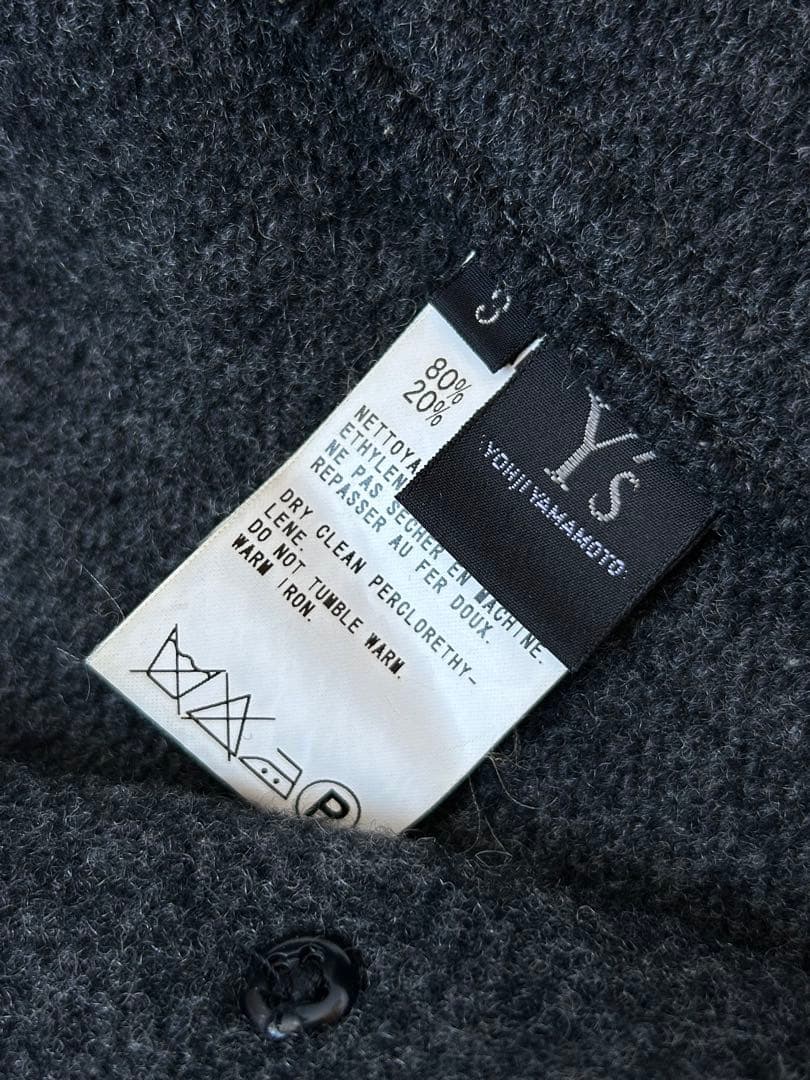 3
Y's
YOHJI YAMAMOTO
80%
20%
NETTOYA
ETHYLEN
NE PAS SECHER EN MACHINE.
REPASSER AU FER DOUX.
DRY CLEAN PERCLORETHY-
LENE.
DO NOT TUMBLE WARM.
WARM IRON.
P